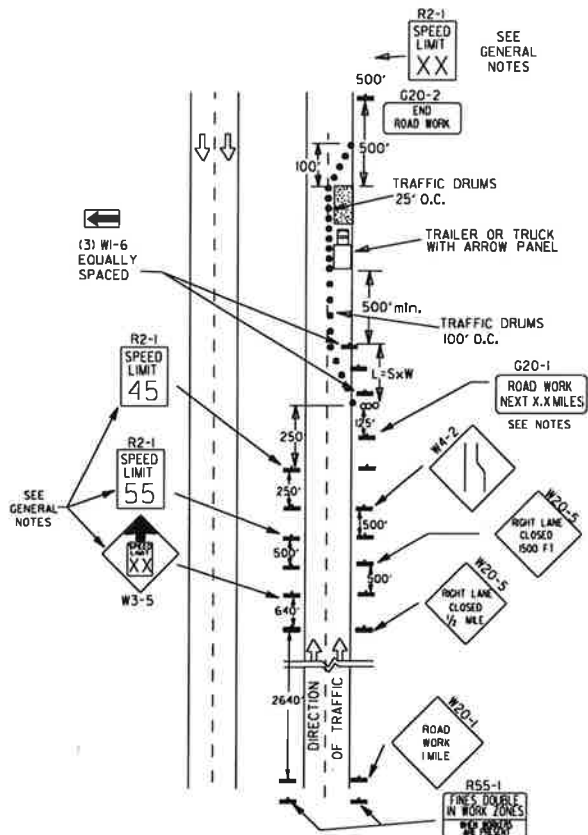 R2-1
SPEED
LIMIT
XX
SEE
GENERAL
NOTES
500'
G20-2
END
ROAD WORK
100'
500'
TRAFFIC DRUMS
25' O.C.
(3) W1-6
EQUALLY
SPACED
TRAILER OR TRUCK
WITH ARROW PANEL
500' min.
TRAFFIC DRUMS
100' O.C.
R2-1
SPEED
LIMIT
45
L=SxW
G20-1
ROAD WORK
NEXT X.X MILES
SEE NOTES
125'
250'
W4-2
R2-1
SPEED
LIMIT
55
250'
SEE
GENERAL
NOTES
500'
500'
W20-5
RIGHT LANE
CLOSED
1500 FT
SPEED
LIMIT
XX
W3-5
500'
640'
W20-5
RIGHT LANE
CLOSED
1/2 MILE
2640'
DIRECTION
OF TRAFFIC
W20-1
ROAD
WORK
1 MILE
R55-1
FINES DOUBLE
IN WORK ZONES
WHEN WORKERS
ARE PRESENT